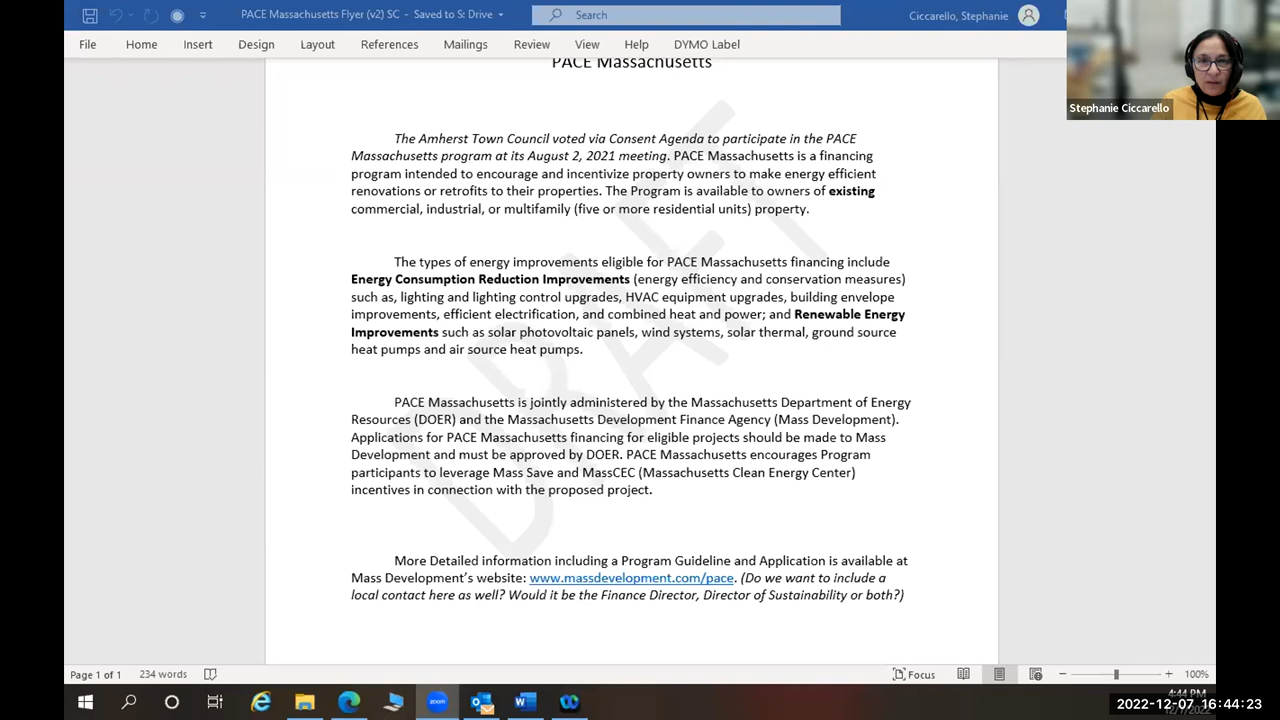 PACE Massachusetts Flyer (v2) SC - Saved to S: Drive
Search
Ciccarello, Stephanie
File Home Insert Design Layout References Mailings Review View Help DYMO Label
Stephanie Ciccarello
PACE Massachusetts
The Amherst Town Council voted via Consent Agenda to participate in the PACE
Massachusetts program at its August 2, 2021 meeting. PACE Massachusetts is a financing
program intended to encourage and incentivize property owners to make energy efficient
renovations or retrofits to their properties. The Program is available to owners of existing
commercial, industrial, or multifamily (five or more residential units) property.
The types of energy improvements eligible for PACE Massachusetts financing include
Energy Consumption Reduction Improvements (energy efficiency and conservation measures)
such as, lighting and lighting control upgrades, HVAC equipment upgrades, building envelope
improvements, efficient electrification, and combined heat and power; and Renewable Energy
Improvements such as solar photovoltaic panels, wind systems, solar thermal, ground source
heat pumps and air source heat pumps.
PACE Massachusetts is jointly administered by the Massachusetts Department of Energy
Resources (DOER) and the Massachusetts Development Finance Agency (Mass Development).
Applications for PACE Massachusetts financing for eligible projects should be made to Mass
Development and must be approved by DOER. PACE Massachusetts encourages Program
participants to leverage Mass Save and MassCEC (Massachusetts Clean Energy Center)
incentives in connection with the proposed project.
More Detailed information including a Program Guideline and Application is available at
Mass Development's website: www.massdevelopment.com/pace. (Do we want to include a
local contact here as well? Would it be the Finance Director, Director of Sustainability or both?)
DRAFT
Page 1 of 1 234 words
Focus
100%
zoom
4:44 PM
12/7/2022
2022-12-07 16:44:23